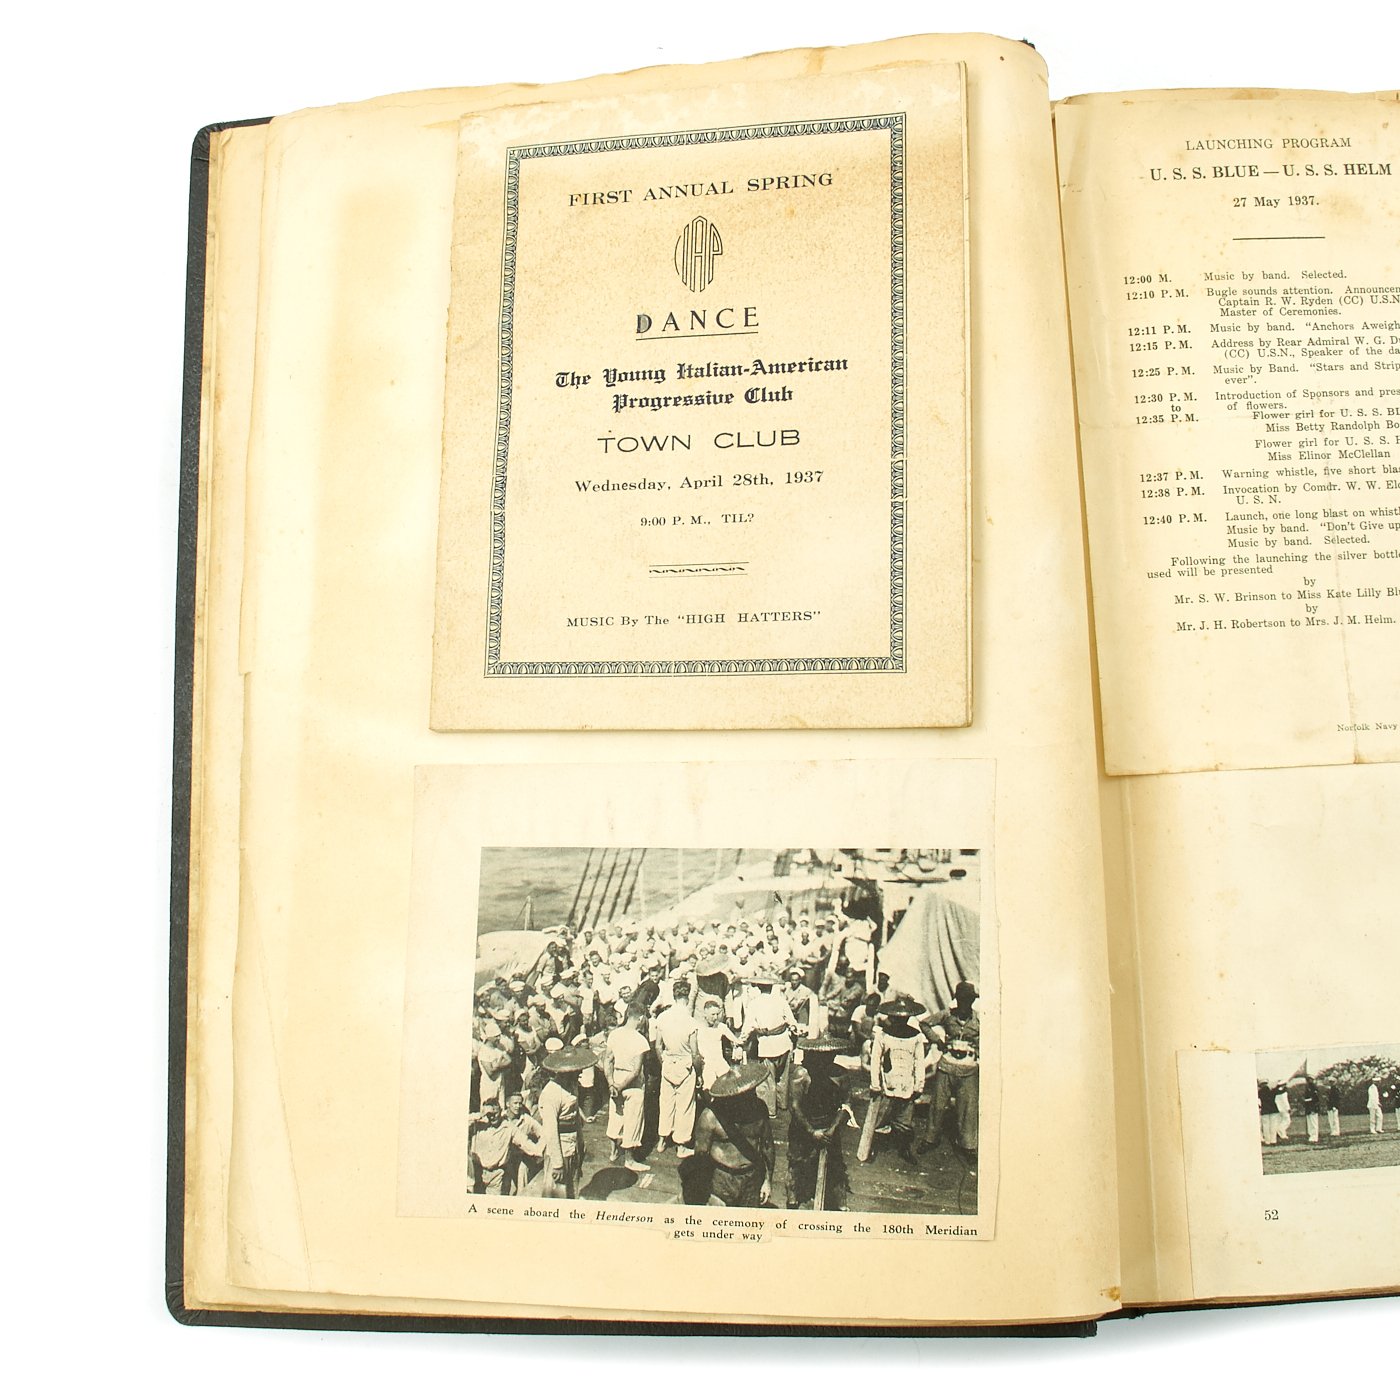 FIRST ANNUAL SPRING
YIAP
DANCE
The Young Italian-American
Progressive Club
TOWN CLUB
Wednesday, April 28th, 1937
9:00 P. M., TIL?
MUSIC By The "HIGH HATTERS"
A scene aboard the Henderson as the ceremony of crossing the 180th Meridian
gets under way
LAUNCHING PROGRAM
U. S. S. BLUE — U. S. S. HELM
27 May 1937.
12:00 M. Music by band. Selected.
12:10 P. M. Bugle sounds attention.
Captain R. W. Ryden (CC) U.S.N
Master of Ceremonies.
12:11 P. M. Music by band. "Anchors Aweigh
12:15 P. M. Address by Rear Admiral W. G.
(CC) U.S.N., Speaker of the
12:25 P. M. Music by Band. "Stars and
ever".
12:30 P. M. Introduction of Sponsors and
to of flowers.
12:35 P. M. Flower girl for U. S. S.
Miss Betty Randolph
Flower girl for U. S. S.
Miss Elinor McClellan
12:37 P. M. Warning whistle, five short
12:38 P. M. Invocation by Comdr. W. W.
U. S. N.
12:40 P. M. Launch, one long blast on
Music by band. "Don't Give up
Music by band. Selected.
Following the launching the silver
used will be presented
by
Mr. S. W. Brinson to Miss Kate Lilly
by
Mr. J. H. Robertson to Mrs. J. M. Helm.
Norfolk Navy
52